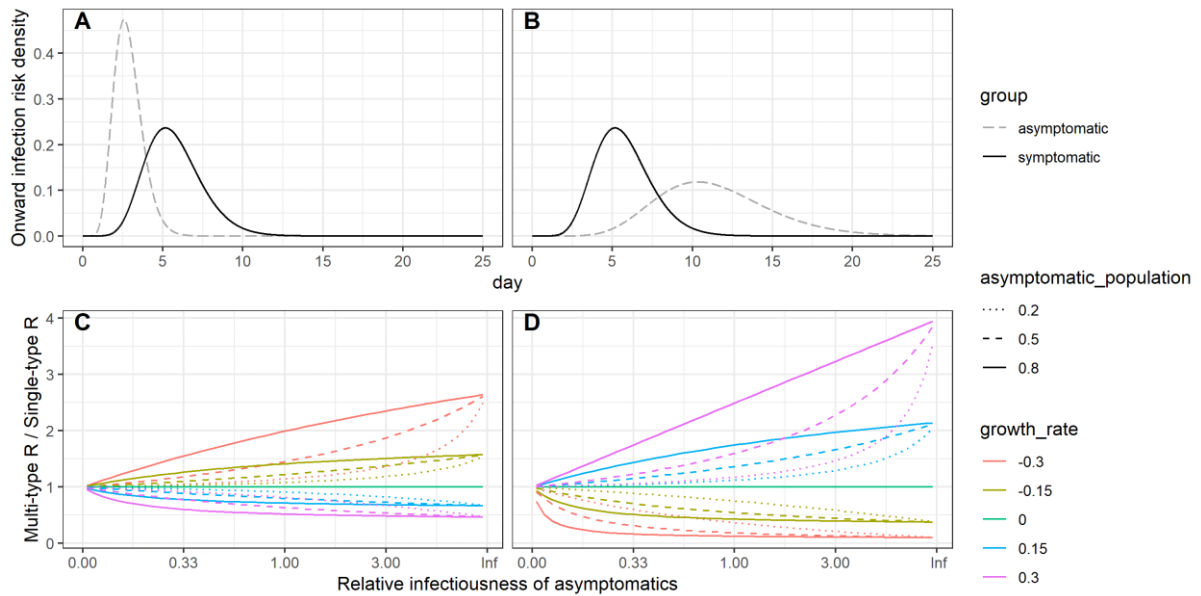 A
B
Onward infection risk density
0.4
0.3
0.2
0.1
0.0
0 5 10 15 20 25
0 5 10 15 20 25
day
group
asymptomatic
symptomatic
C
D
Multi-type R / Single-type R
4
3
2
1
0
0.00 0.33 1.00 3.00 Inf
0.00 0.33 1.00 3.00 Inf
Relative infectiousness of asymptomatics
asymptomatic_population
0.2
0.5
0.8
growth_rate
-0.3
-0.15
0
0.15
0.3